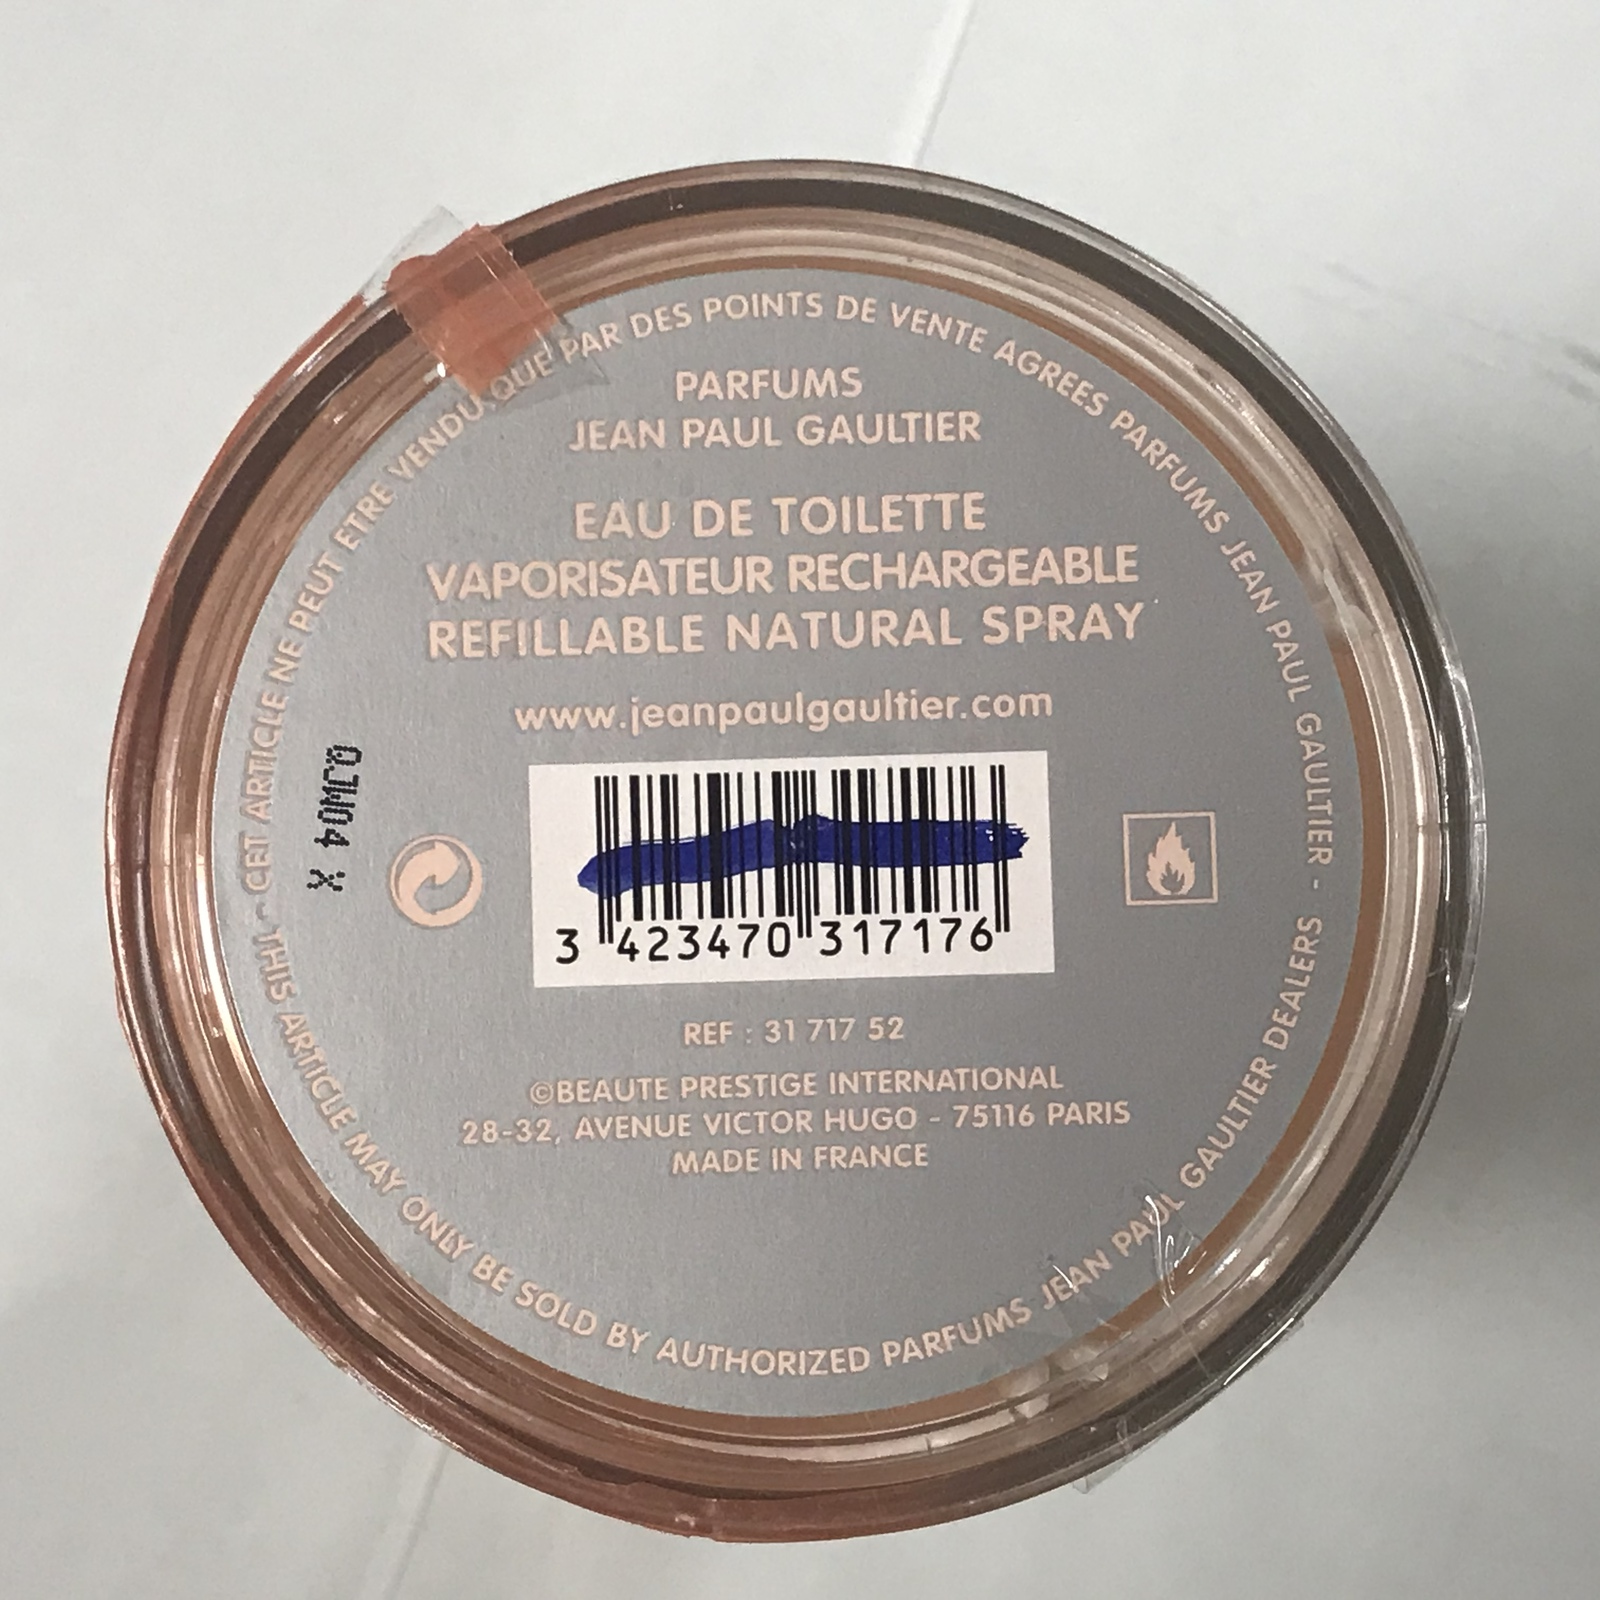 CET ARTICLE NE PEUT ETRE VENDU QUE PAR DES POINTS DE VENTE AGREES PARFUMS JEAN PAUL GAULTIER -
PARFUMS
JEAN PAUL GAULTIER
EAU DE TOILETTE
VAPORISATEUR RECHARGEABLE
REFILLABLE NATURAL SPRAY
www.jeanpaulgaultier.com
3 423470 317176
REF : 31 717 52
©BEAUTE PRESTIGE INTERNATIONAL
28-32, AVENUE VICTOR HUGO - 75116 PARIS
MADE IN FRANCE
THIS ARTICLE MAY ONLY BE SOLD BY AUTHORIZED PARFUMS JEAN PAUL GAULTIER DEALERS -